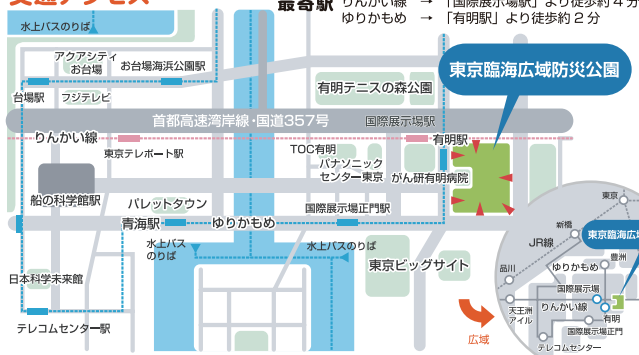 交通アクセス
最寄駅 りんかい線 → 「国際展示場駅」より徒歩約4分
ゆりかもめ → 「有明駅」より徒歩約2分
水上バスのりば
アクアシティ
お台場
お台場海浜公園駅
台場駅
フジテレビ
有明テニスの森公園
東京臨海広域防災公園
首都高速湾岸線・国道357号
国際展示場駅
りんかい線
東京テレポート駅
TOC有明
有明駅
パナソニック
センター東京
がん研有明病院
船の科学館駅
パレットタウン
青海駅
ゆりかもめ
国際展示場正門駅
水上バス
のりば
水上バスのりば
東京ビッグサイト
日本科学未来館
テレコムセンター駅
広域
東京
新橋
JR線
東京臨海広域
品川
ゆりかもめ
豊洲
国際展示場
りんかい線
天王洲
アイル
有明
国際展示場正門
テレコムセンター